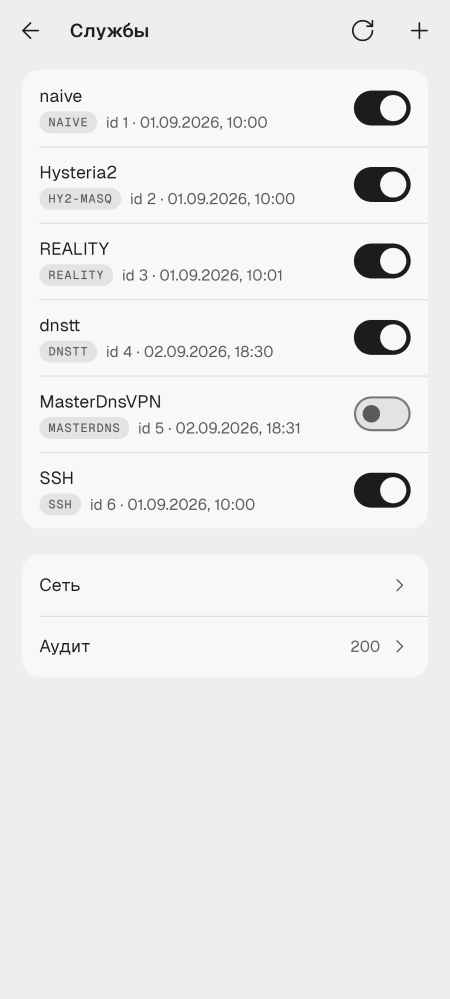 Службы
naive
NAIVE id 1 · 01.09.2026, 10:00
Hysteria2
HY2-MASQ id 2 · 01.09.2026, 10:00
REALITY
REALITY id 3 · 01.09.2026, 10:01
dnstt
DNSTT id 4 · 02.09.2026, 18:30
MasterDnsVPN
MASTERDNS id 5 · 02.09.2026, 18:31
SSH
SSH id 6 · 01.09.2026, 10:00
Сеть
Аудит 200